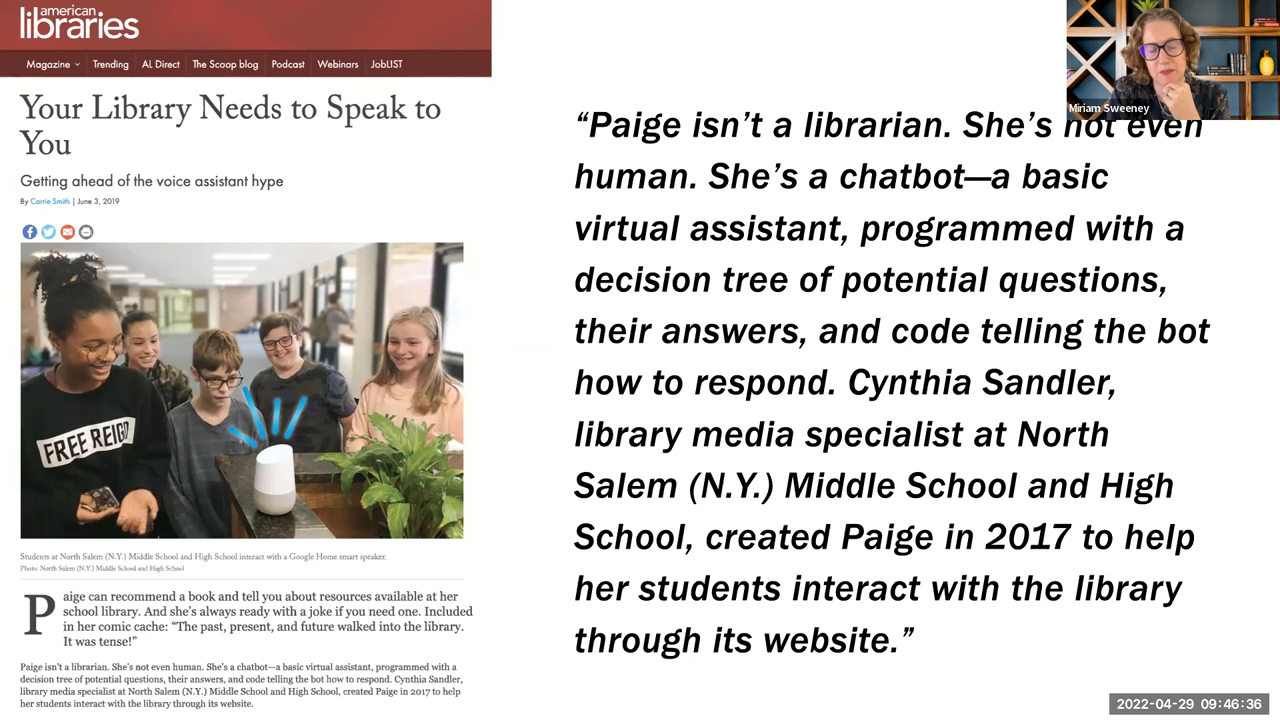 american
libraries
Magazine Trending AL Direct The Scoop blog Podcast Webinars JobLIST
Your Library Needs to Speak to
You
Getting ahead of the voice assistant hype
By Carrie Smith | June 3, 2019
FREE REIGN
Students at North Salem (N.Y.) Middle School and High School interact with a Google Home smart speaker.
Photo: North Salem (N.Y.) Middle School and High School
Paige can recommend a book and tell you about resources available at her
school library. And she's always ready with a joke if you need one. Included
in her comic cache: “The past, present, and future walked into the library.
It was tense!”
Paige isn't a librarian. She's not even human. She's a chatbot—a basic virtual assistant, programmed with a
decision tree of potential questions, their answers, and code telling the bot how to respond. Cynthia Sandler,
library media specialist at North Salem (N.Y.) Middle School and High School, created Paige in 2017 to help
her students interact with the library through its website.
“Paige isn’t a librarian. She’s not even
human. She’s a chatbot—a basic
virtual assistant, programmed with a
decision tree of potential questions,
their answers, and code telling the bot
how to respond. Cynthia Sandler,
library media specialist at North
Salem (N.Y.) Middle School and High
School, created Paige in 2017 to help
her students interact with the library
through its website.”
Miriam Sweeney
2022-04-29 09:46:36